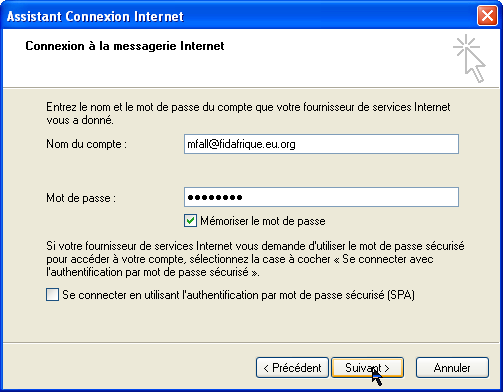 Assistant Connexion Internet
Connexion à la messagerie Internet
Entrez le nom et le mot de passe du compte que votre fournisseur de services Internet
vous a donné.
Nom du compte : mfall@fidafrique.eu.org
Mot de passe : ●●●●●●●●
Mémoriser le mot de passe
Si votre fournisseur de services Internet vous demande d'utiliser le mot de passe sécurisé
pour accéder à votre compte, sélectionnez la case à cocher « Se connecter avec
l'authentification par mot de passe sécurisé ».
Se connecter en utilisant l'authentification par mot de passe sécurisé (SPA)
< Précédent Suivant > Annuler